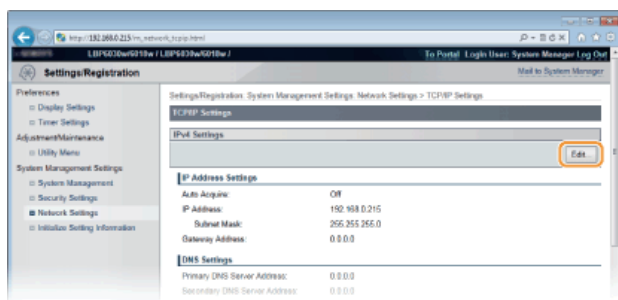 http://192.168.0.215/m_network_tcpip.html
LBP6030w/6018w / LBP6030w/6018w /
To Portal Login User: System Manager Log Out
Settings/Registration
Mail to System Manager
Preferences
Display Settings
Timer Settings
Adjustment/Maintenance
Utility Menu
System Management Settings
System Management
Security Settings
Network Settings
Initialize Setting Information
Settings/Registration: System Management Settings: Network Settings > TCP/IP Settings
TCP/IP Settings
IPv4 Settings
Edit...
IP Address Settings
Auto Acquire: Off
IP Address: 192.168.0.215
Subnet Mask: 255.255.255.0
Gateway Address: 0.0.0.0
DNS Settings
Primary DNS Server Address: 0.0.0.0
Secondary DNS Server Address: 0.0.0.0